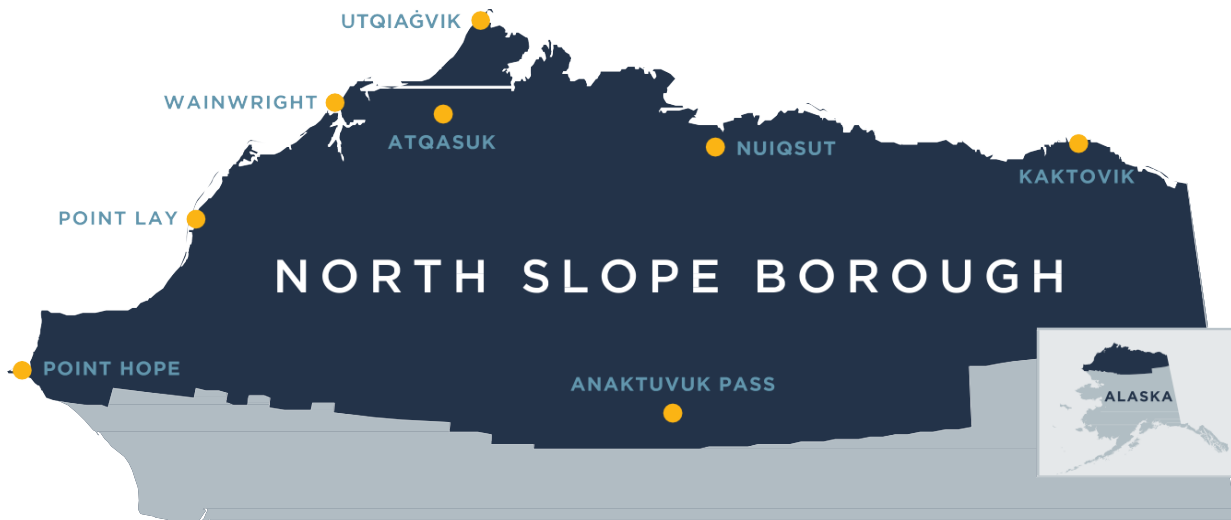 UTQIAĠVIK
WAINWRIGHT
ATQASUK
NUIQSUT
KAKTOVIK
POINT LAY
NORTH SLOPE BOROUGH
POINT HOPE
ANAKTUVUK PASS
ALASKA